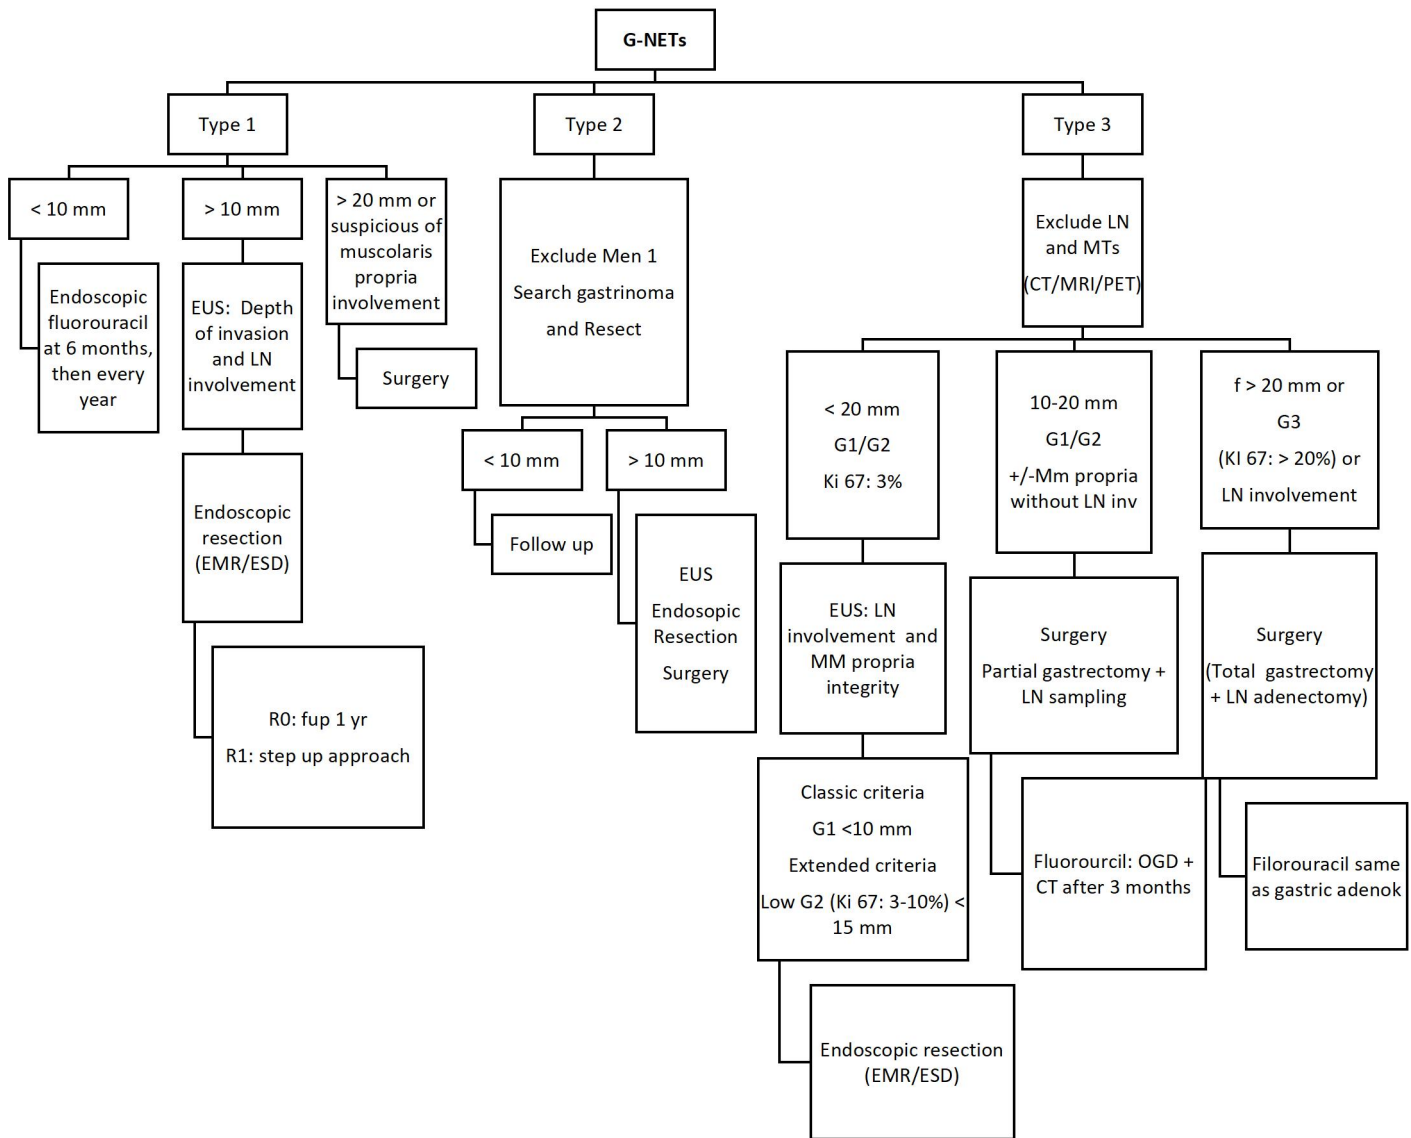 G-NETs
Type 1
Type 2
Type 3
< 10 mm
> 10 mm
> 20 mm or
suspicious of
muscolaris
propria
involvement
Endoscopic
fluorouracil
at 6 months,
then every
year
EUS: Depth
of invasion
and LN
involvement
Surgery
Endoscopic
resection
(EMR/ESD)
R0: fup 1 yr
R1: step up approach
Exclude Men 1
Search gastrinoma
and Resect
< 10 mm
> 10 mm
Follow up
EUS
Endosopic
Resection
Surgery
Exclude LN
and MTs
(CT/MRI/PET)
< 20 mm
G1/G2
Ki 67: 3%
10-20 mm
G1/G2
+/-Mm propria
without LN inv
f > 20 mm or
G3
(KI 67: > 20%) or
LN involvement
EUS: LN
involvement and
MM propria
integrity
Surgery
Partial gastrectomy +
LN sampling
Surgery
(Total gastrectomy
+ LN adenectomy)
Classic criteria
G1 <10 mm
Extended criteria
Low G2 (Ki 67: 3-10%) <
15 mm
Fluorourcil: OGD +
CT after 3 months
Filorouracil same
as gastric adenok
Endoscopic resection
(EMR/ESD)